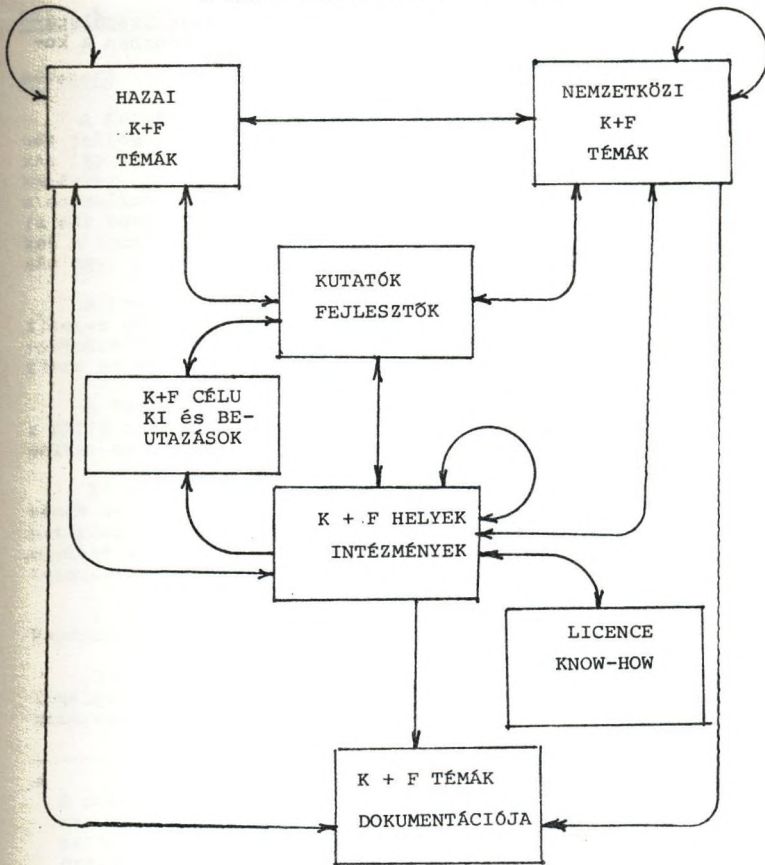 HAZAI
K+F
TÉMÁK
NEMZETKÖZI
K+F
TÉMÁK
KUTATÓK
FEJLESZTŐK
K+F CÉLU
KI és BE-
UTAZÁSOK
K + F HELYEK
INTÉZMÉNYEK
LICENCE
KNOW-HOW
K + F TÉMÁK
DOKUMENTÁCIÓJA